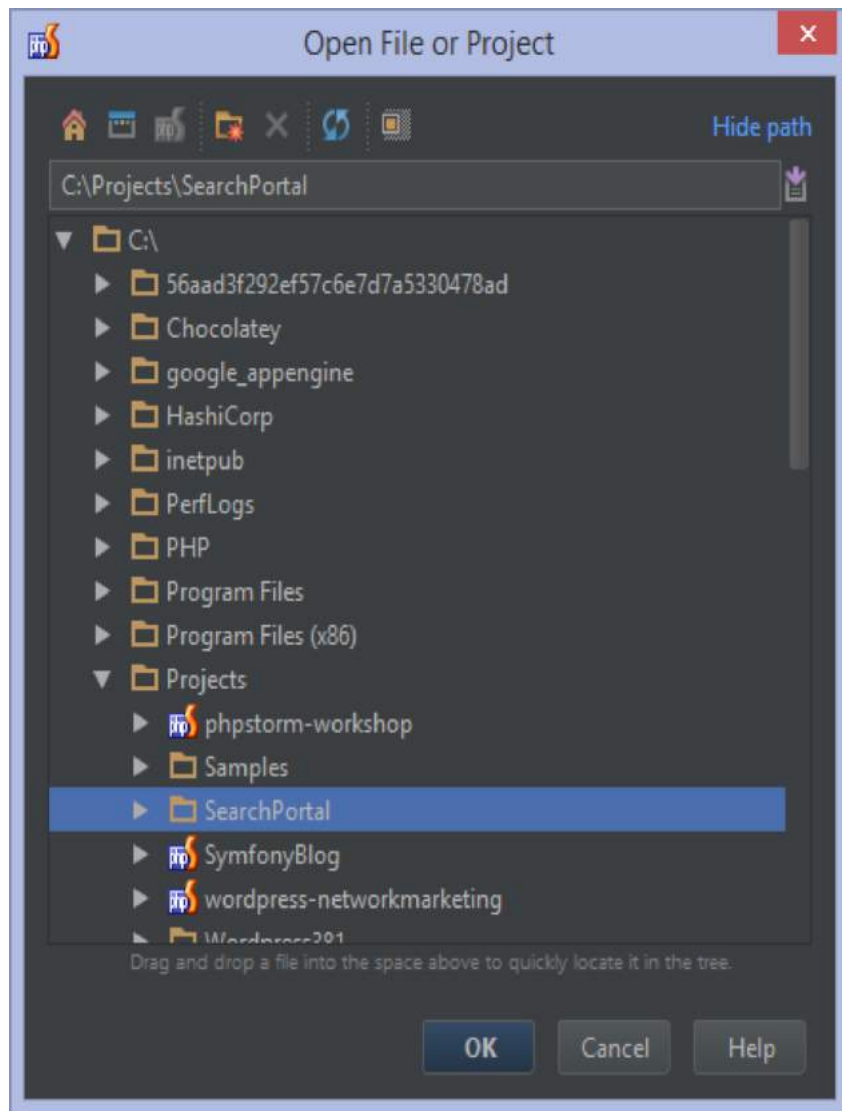 Open File or Project
Hide path
C:\Projects\SearchPortal
C:\
56aad3f292ef57c6e7d7a5330478ad
Chocolatey
google_appengine
HashiCorp
inetpub
PerfLogs
PHP
Program Files
Program Files (x86)
Projects
phpstorm-workshop
Samples
SearchPortal
SymfonyBlog
wordpress-networkmarketing
Wordpress381
Drag and drop a file into the space above to quickly locate it in the tree.
OK Cancel Help